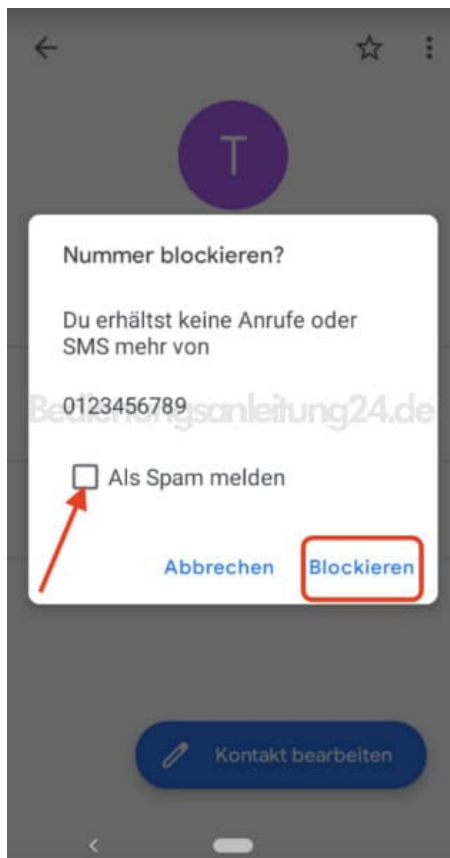 T
Nummer blockieren?
Du erhältst keine Anrufe oder
SMS mehr von
0123456789
Bedienungsanleitung24.de
Als Spam melden
Abbrechen Blockieren
Kontakt bearbeiten